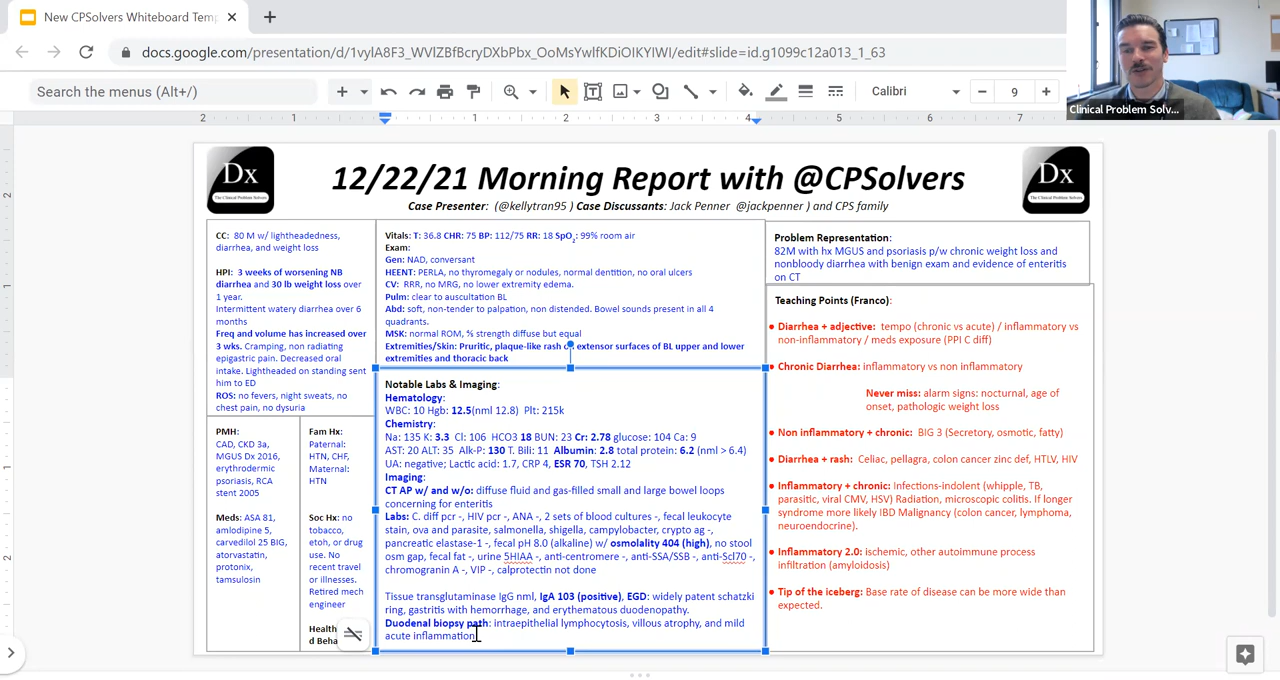 New CPSolvers Whiteboard Temp
docs.google.com/presentation/d/1vylA8F3_WVlZBfBcryDXbPbx_OoMsYwlfKDiOIKYIWI/edit#slide=id.g1099c12a013_1_63
Search the menus (Alt+/)
Calibri
9
Clinical Problem Solv...
2 1 1 2 3 4 5 6 7
Dx
The Clinical Problem Solvers
12/22/21 Morning Report with @CPSolvers
Case Presenter: (@kellytran95 ) Case Discussants: Jack Penner @jackpenner ) and CPS family
Dx
The Clinical Problem Solvers
CC: 80 M w/ lightheadedness,
diarrhea, and weight loss
HPI: 3 weeks of worsening NB
diarrhea and 30 lb weight loss over
1 year.
Intermittent watery diarrhea over 6
months
Freq and volume has increased over
3 wks. Cramping, non radiating
epigastric pain. Decreased oral
intake. Lightheaded on standing sent
him to ED
ROS: no fevers, night sweats, no
chest pain, no dysuria
PMH:
CAD, CKD 3a,
MGUS Dx 2016,
erythrodermic
psoriasis, RCA
stent 2005
Meds: ASA 81,
amlodipine 5,
carvedilol 25 BIG,
atorvastatin,
protonix,
tamsulosin
Fam Hx:
Paternal:
HTN, CHF,
Maternal:
HTN
Soc Hx: no
tobacco,
etoh, or drug
use. No
recent travel
or illnesses.
Retired mech
engineer
Health
d Beha
Vitals: T: 36.8 CHR: 75 BP: 112/75 RR: 18 SpO2: 99% room air
Exam:
Gen: NAD, conversant
HEENT: PERLA, no thyromegaly or nodules, normal dentition, no oral ulcers
CV: RRR, no MRG, no lower extremity edema.
Pulm: clear to auscultation BL
Abd: soft, non-tender to palpation, non distended. Bowel sounds present in all 4
quadrants.
MSK: normal ROM, ⅘ strength diffuse but equal
Extremities/Skin: Pruritic, plaque-like rash on extensor surfaces of BL upper and lower
extremities and thoracic back
Notable Labs & Imaging:
Hematology:
WBC: 10 Hgb: 12.5(nml 12.8) Plt: 215k
Chemistry:
Na: 135 K: 3.3 Cl: 106 HCO3 18 BUN: 23 Cr: 2.78 glucose: 104 Ca: 9
AST: 20 ALT: 35 Alk-P: 130 T. Bili: 11 Albumin: 2.8 total protein: 6.2 (nml > 6.4)
UA: negative; Lactic acid: 1.7, CRP 4, ESR 70, TSH 2.12
Imaging:
CT AP w/ and w/o: diffuse fluid and gas-filled small and large bowel loops
concerning for enteritis
Labs: C. diff pcr -, HIV pcr -, ANA -, 2 sets of blood cultures -, fecal leukocyte
stain, ova and parasite, salmonella, shigella, campylobacter, crypto ag -,
pancreatic elastase-1 -, fecal pH 8.0 (alkaline) w/ osmolality 404 (high), no stool
osm gap, fecal fat -, urine 5HIAA -, anti-centromere -, anti-SSA/SSB -, anti-Scl70 -,
chromogranin A -, VIP -, calprotectin not done
Tissue transglutaminase IgG nml, IgA 103 (positive), EGD: widely patent schatzki
ring, gastritis with hemorrhage, and erythematous duodenopathy.
Duodenal biopsy path: intraepithelial lymphocytosis, villous atrophy, and mild
acute inflammation
Problem Representation:
82M with hx MGUS and psoriasis p/w chronic weight loss and
nonbloody diarrhea with benign exam and evidence of enteritis
on CT
Teaching Points (Franco):
● Diarrhea + adjective: tempo (chronic vs acute) / inflammatory vs
non-inflammatory / meds exposure (PPI C diff)
● Chronic Diarrhea: inflammatory vs non inflammatory
Never miss: alarm signs: nocturnal, age of
onset, pathologic weight loss
● Non inflammatory + chronic: BIG 3 (Secretory, osmotic, fatty)
● Diarrhea + rash: Celiac, pellagra, colon cancer zinc def, HTLV, HIV
● Inflammatory + chronic: Infections-indolent (whipple, TB,
parasitic, viral CMV, HSV) Radiation, microscopic colitis. If longer
syndrome more likely IBD Malignancy (colon cancer, lymphoma,
neuroendocrine).
● Inflammatory 2.0: ischemic, other autoimmune process
infiltration (amyloidosis)
● Tip of the iceberg: Base rate of disease can be more wide than
expected.